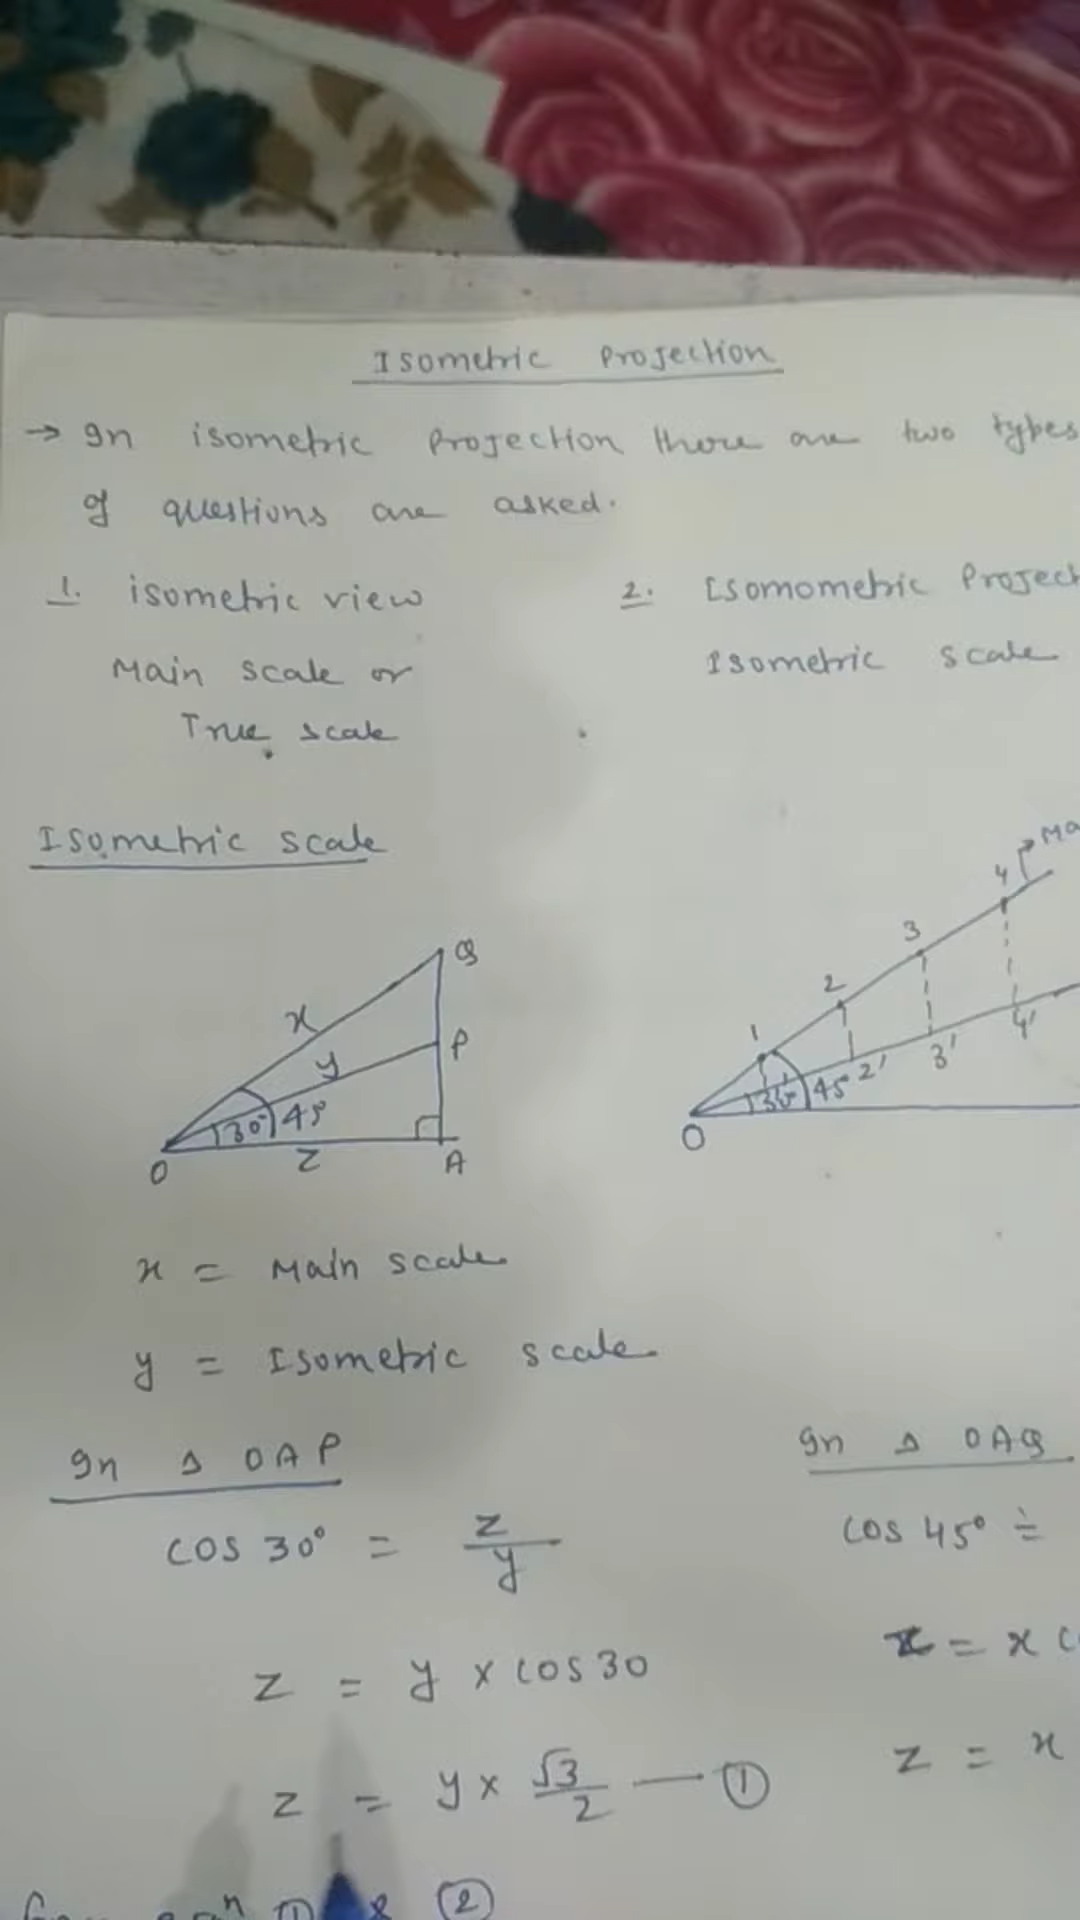 Isometric Projection
→ In isometric Projection there are two types
of questions are asked.
1. isometric view
Main scale or
True scale
2. Isomometric Project
Isometric scale
Isometric scale
x
y
Q
P
30° 45°
O
Z
A
1
2
3
4
2'
3'
4'
30° 45°
O
x = Main scale
y = Isometric scale
In Δ OAP
cos 30° = z/y
z = y x cos 30
z = y x √3/2 — ①
In Δ OAQ
cos 45° =
z = x
z = x
① & ②